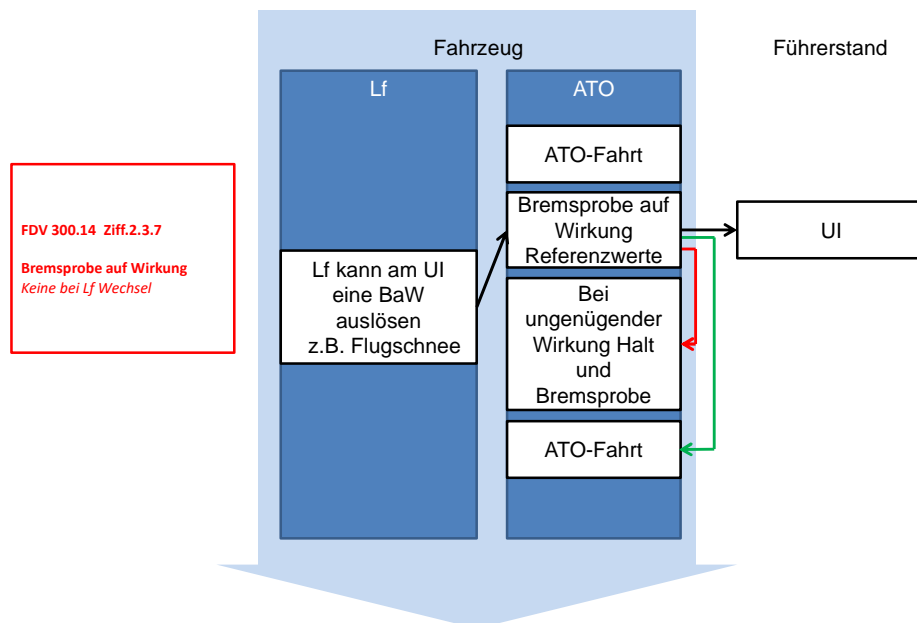 Fahrzeug
Führerstand
Lf
ATO
ATO-Fahrt
FDV 300.14 Ziff.2.3.7
Bremsprobe auf Wirkung
Keine bei Lf Wechsel
Bremsprobe auf
Wirkung
Referenzwerte
UI
Lf kann am UI
eine BaW
auslösen
z.B. Flugschnee
Bei
ungenügender
Wirkung Halt
und
Bremsprobe
ATO-Fahrt